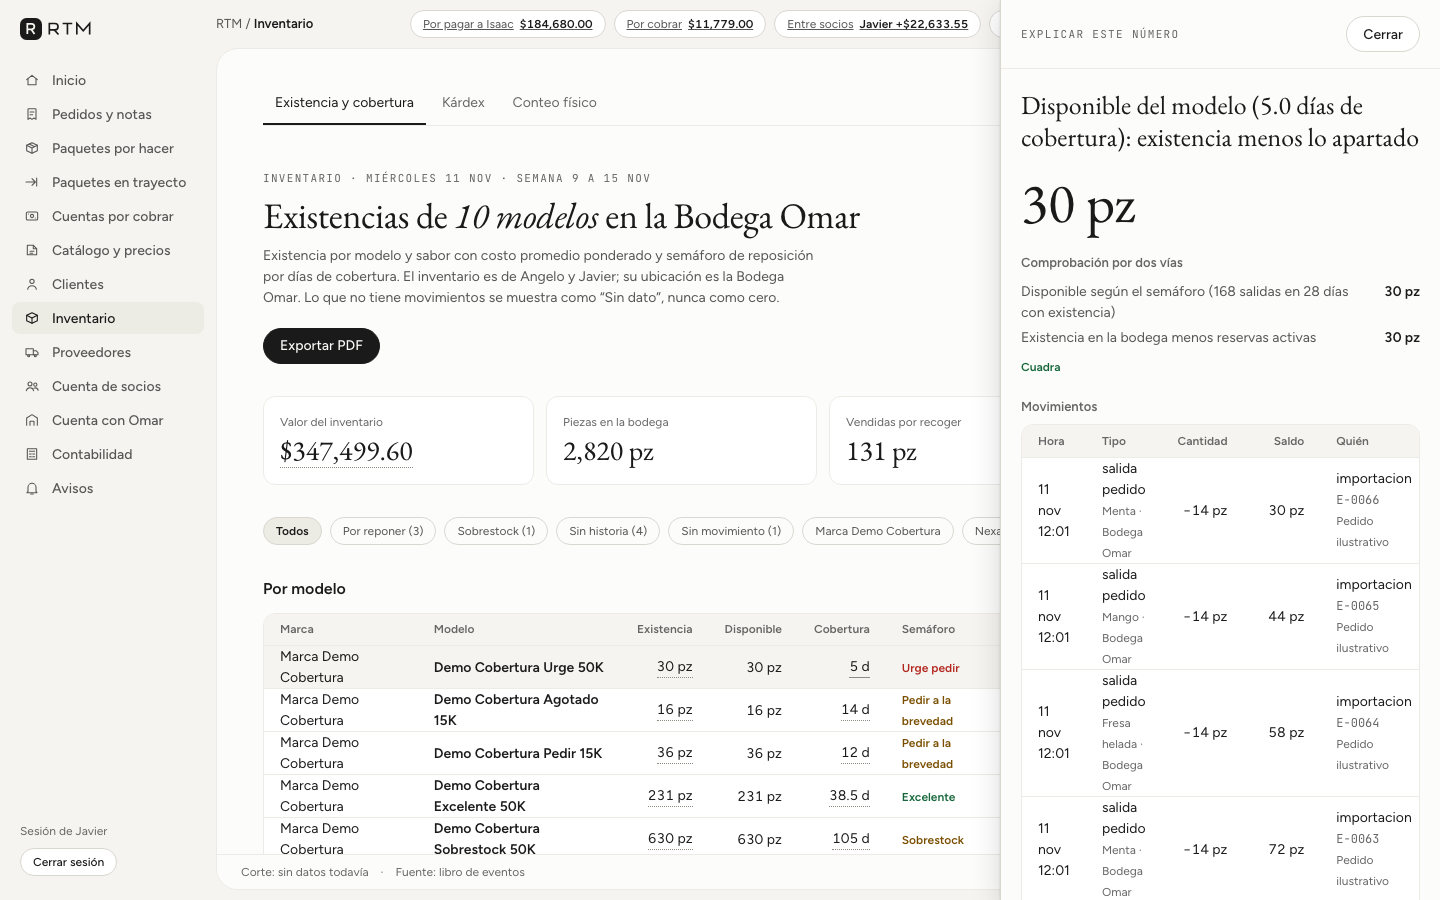 R RTM
Inicio
Pedidos y notas
Paquetes por hacer
Paquetes en trayecto
Cuentas por cobrar
Catálogo y precios
Clientes
Inventario
Proveedores
Cuenta de socios
Cuenta con Omar
Contabilidad
Avisos
Sesión de Javier
Cerrar sesión
RTM / Inventario
Por pagar a Isaac $184,680.00
Por cobrar $11,779.00
Entre socios Javier +$22,633.55
Existencia y cobertura
Kárdex
Conteo físico
INVENTARIO · MIÉRCOLES 11 NOV · SEMANA 9 A 15 NOV
Existencias de 10 modelos en la Bodega Omar
Existencia por modelo y sabor con costo promedio ponderado y semáforo de reposición
por días de cobertura. El inventario es de Angelo y Javier; su ubicación es la Bodega
Omar. Lo que no tiene movimientos se muestra como “Sin dato”, nunca como cero.
Exportar PDF
Valor del inventario
$347,499.60
Piezas en la bodega
2,820 pz
Vendidas por recoger
131 pz
Todos
Por reponer (3)
Sobrestock (1)
Sin historia (4)
Sin movimiento (1)
Marca Demo Cobertura
Nexa
Por modelo
Marca Modelo Existencia Disponible Cobertura Semáforo
Marca Demo
Cobertura
Demo Cobertura Urge 50K
30 pz 30 pz 5 d Urge pedir
Marca Demo
Cobertura
Demo Cobertura Agotado
15K
16 pz 16 pz 14 d
Pedir a la
brevedad
Marca Demo
Cobertura
Demo Cobertura Pedir 15K
36 pz 36 pz 12 d
Pedir a la
brevedad
Marca Demo
Cobertura
Demo Cobertura
Excelente 50K
231 pz 231 pz 38.5 d Excelente
Marca Demo
Cobertura
Demo Cobertura
Sobrestock 50K
630 pz 630 pz 105 d Sobrestock
Corte: sin datos todavía · Fuente: libro de eventos
EXPLICAR ESTE NÚMERO
Cerrar
Disponible del modelo (5.0 días de
cobertura): existencia menos lo apartado
30 pz
Comprobación por dos vías
Disponible según el semáforo (168 salidas en 28 días
con existencia)
30 pz
Existencia en la bodega menos reservas activas 30 pz
Cuadra
Movimientos
Hora Tipo Cantidad Saldo Quién
11
nov
12:01
salida
pedido
Menta ·
Bodega
Omar
−14 pz
30 pz
importacion
E-0066
Pedido
ilustrativo
11
nov
12:01
salida
pedido
Mango ·
Bodega
Omar
−14 pz
44 pz
importacion
E-0065
Pedido
ilustrativo
11
nov
12:01
salida
pedido
Fresa
helada ·
Bodega
Omar
−14 pz
58 pz
importacion
E-0064
Pedido
ilustrativo
11
nov
12:01
salida
pedido
Menta ·
Bodega
Omar
−14 pz
72 pz
importacion
E-0063
Pedido
ilustrativo